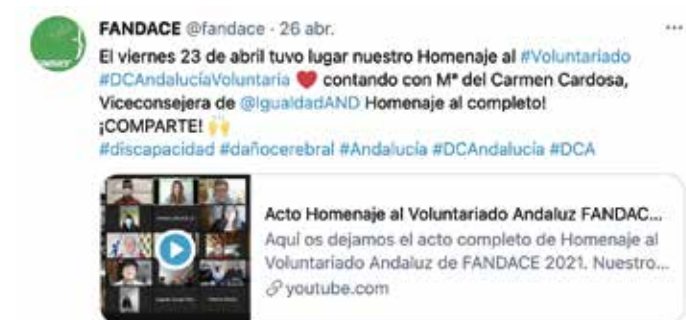 FANDACE @fandace · 26 abr.
El viernes 23 de abril tuvo lugar nuestro Homenaje al #Voluntariado
#DCAndalucíaVoluntaria ❤️ contando con Mª del Carmen Cardosa,
Viceconsejera de @IgualdadAND Homenaje al completo!
¡COMPARTE! 🙌
#discapacidad #dañocerebral #Andalucía #DCAndalucía #DCA
Acto Homenaje al Voluntariado Andaluz FANDAC...
Aquí os dejamos el acto completo de Homenaje al
Voluntariado Andaluz de FANDACE 2021. Nuestro...
youtube.com